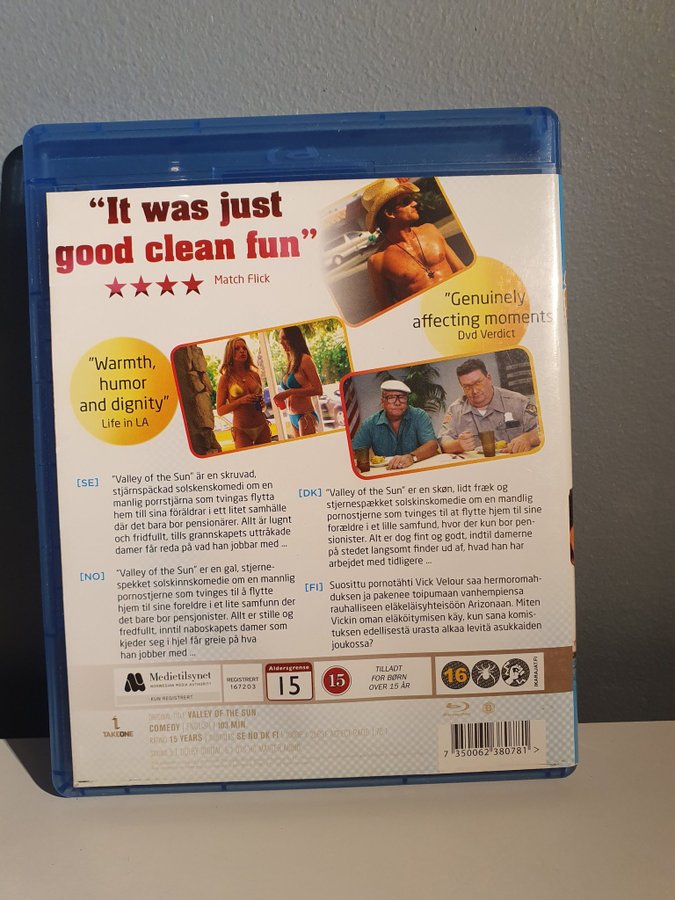 “It was just
good clean fun”
Match Flick
"Genuinely
affecting moments
Dvd Verdict
"Warmth,
humor
and dignity"
Life in LA
[SE]
"Valley of the Sun" är en skruvad,
stjärnspäckad solskenskomedi om en
manlig porrstjärna som tvingas flytta
hem till sina föräldrar i ett litet samhälle
där det bara bor pensionärer. Allt är lugnt
och fridfullt, tills grannskapets uttråkade
damer får reda på vad han jobbar med ...
[DK] "Valley of the Sun" er en skøn, lidt fræk og
stjernespækket solskinskomedie om en mandlig
pornostjerne som tvinges til at flytte hjem til sine
forældre i et lille samfund, hvor der kun bor pen-
sionister. Alt er dog fint og godt, indtil damerne
på stedet langsomt finder ud af, hvad han har
arbejdet med tidligere ...
[NO]
"Valley of the Sun" er en gal, stjerne-
spekket solskinnskomedie om en mannlig
pornostjerne som tvinges til å flytte
hjem til sine foreldre i et lite samfunn der
det bare bor pensjonister. Alt er stille og
fredfullt, inntil naboskapets damer som
kjeder seg i hjel får greie på hva
han jobber med ...
[FI] Suosittu pornotähti Vick Velour saa hermoromah-
duksen ja pakenee toipumaan vanhempiensa
rauhalliseen eläkeläisyhteisöön Arizonaan. Miten
Vickin oman eläköitymisen käy, kun sana komis-
tuksen edellisestä urasta alkaa levitä asukkaiden
joukossa?
Medietilsynet
NORWEGIAN MEDIA AUTHORITY
KUN REGISTRERT
REGISTRERT
167203
Aldersgrense
15
15
TILLADT
FOR BØRN
OVER 15 ÅR
16
IKARAJAT.FI
TAKEONE
ORIGINAL TITLE VALLEY OF THE SUN
COMEDY | ENGLISH | 103 MIN.
RATING 15 YEARS | SE NO DK FI
B
7 350062 380781 >